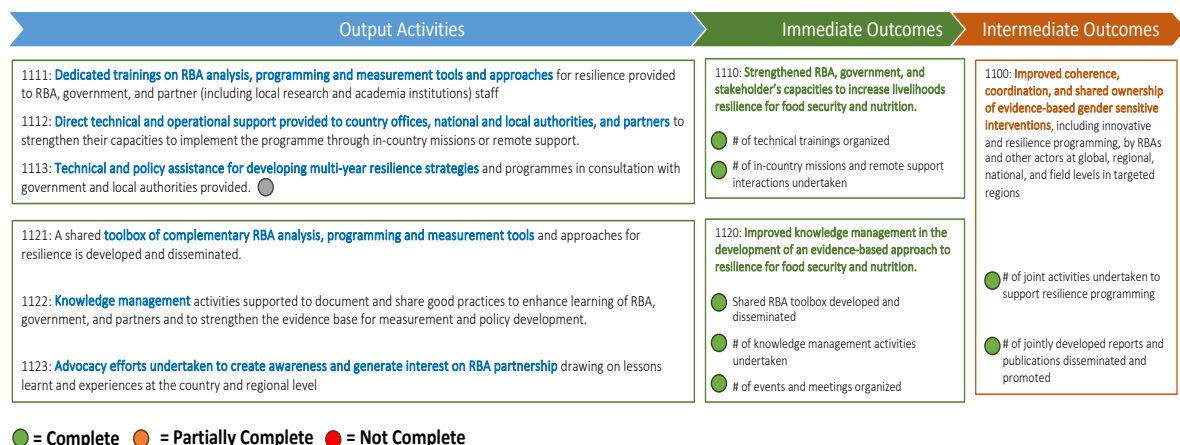 Output Activities
Immediate Outcomes
Intermediate Outcomes
1111: Dedicated trainings on RBA analysis, programming and measurement tools and approaches for resilience provided
to RBA, government, and partner (including local research and academia institutions) staff
1112: Direct technical and operational support provided to country offices, national and local authorities, and partners to
strengthen their capacities to implement the programme through in-country missions or remote support.
1113: Technical and policy assistance for developing multi-year resilience strategies and programmes in consultation with
government and local authorities provided.
1110: Strengthened RBA, government, and
stakeholder's capacities to increase livelihoods
resilience for food security and nutrition.
# of technical trainings organized
# of in-country missions and remote support
interactions undertaken
1100: Improved coherence,
coordination, and shared ownership
of evidence-based gender sensitive
interventions, including innovative
and resilience programming, by RBAs
and other actors at global, regional,
national, and field levels in targeted
regions
# of joint activities undertaken to
support resilience programming
# of jointly developed reports and
publications disseminated and
promoted
1121: A shared toolbox of complementary RBA analysis, programming and measurement tools and approaches for
resilience is developed and disseminated.
1122: Knowledge management activities supported to document and share good practices to enhance learning of RBA,
government, and partners and to strengthen the evidence base for measurement and policy development.
1123: Advocacy efforts undertaken to create awareness and generate interest on RBA partnership drawing on lessons
learnt and experiences at the country and regional level
1120: Improved knowledge management in the
development of an evidence-based approach to
resilience for food security and nutrition.
Shared RBA toolbox developed and
disseminated
# of knowledge management activities
undertaken
# of events and meetings organized
= Complete = Partially Complete = Not Complete